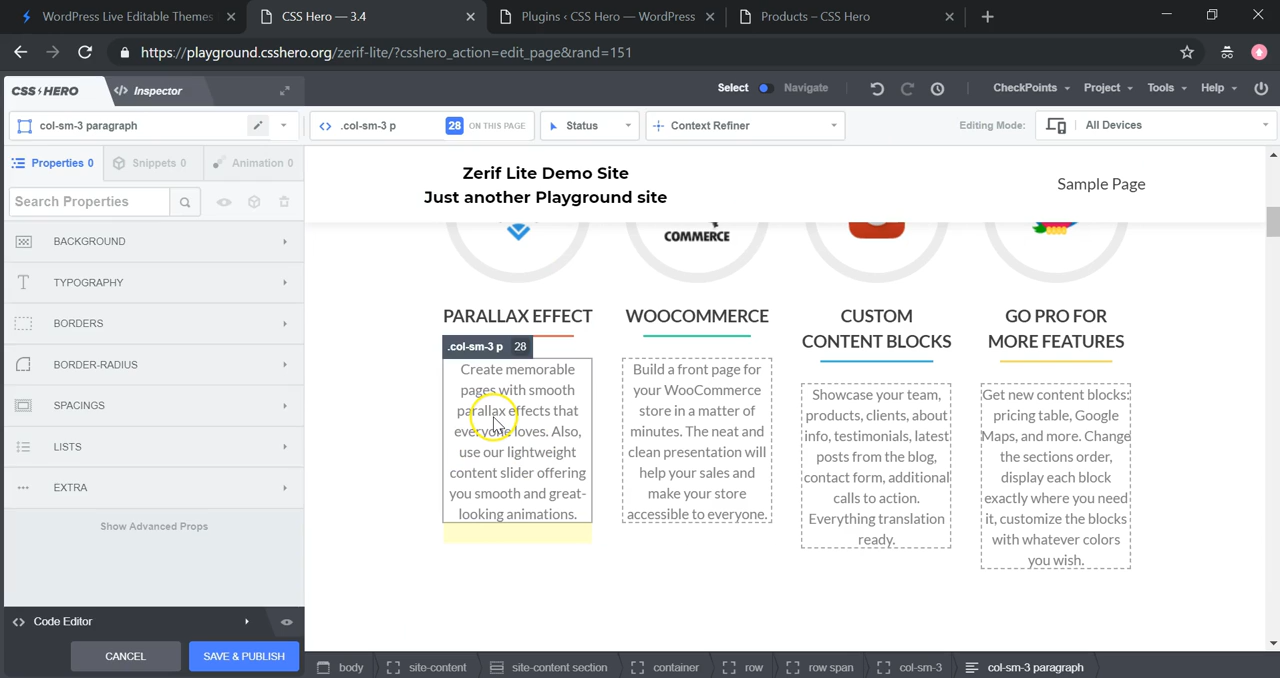 WordPress Live Editable Themes
CSS Hero — 3.4
Plugins ‹ CSS Hero — WordPress
Products – CSS Hero
https://playground.csshero.org/zerif-lite/?csshero_action=edit_page&rand=151
CSS HERO
Inspector
Select
Navigate
CheckPoints
Project
Tools
Help
col-sm-3 paragraph
.col-sm-3 p
28 ON THIS PAGE
Status
Context Refiner
Editing Mode:
All Devices
Properties 0
Snippets 0
Animation 0
Search Properties
BACKGROUND
TYPOGRAPHY
BORDERS
BORDER-RADIUS
SPACINGS
LISTS
EXTRA
Show Advanced Props
Code Editor
CANCEL
SAVE & PUBLISH
Zerif Lite Demo Site
Just another Playground site
Sample Page
COMMERCE
PARALLAX EFFECT
.col-sm-3 p 28
Create memorable
pages with smooth
parallax effects that
everyone loves. Also,
use our lightweight
content slider offering
you smooth and great-
looking animations.
WOOCOMMERCE
Build a front page for
your WooCommerce
store in a matter of
minutes. The neat and
clean presentation will
help your sales and
make your store
accessible to everyone.
CUSTOM
CONTENT BLOCKS
Showcase your team,
products, clients, about
info, testimonials, latest
posts from the blog,
contact form, additional
calls to action.
Everything translation
ready.
GO PRO FOR
MORE FEATURES
Get new content blocks:
pricing table, Google
Maps, and more. Change
the sections order,
display each block
exactly where you need
it, customize the blocks
with whatever colors
you wish.
body
site-content
site-content section
container
row
row span
col-sm-3
col-sm-3 paragraph